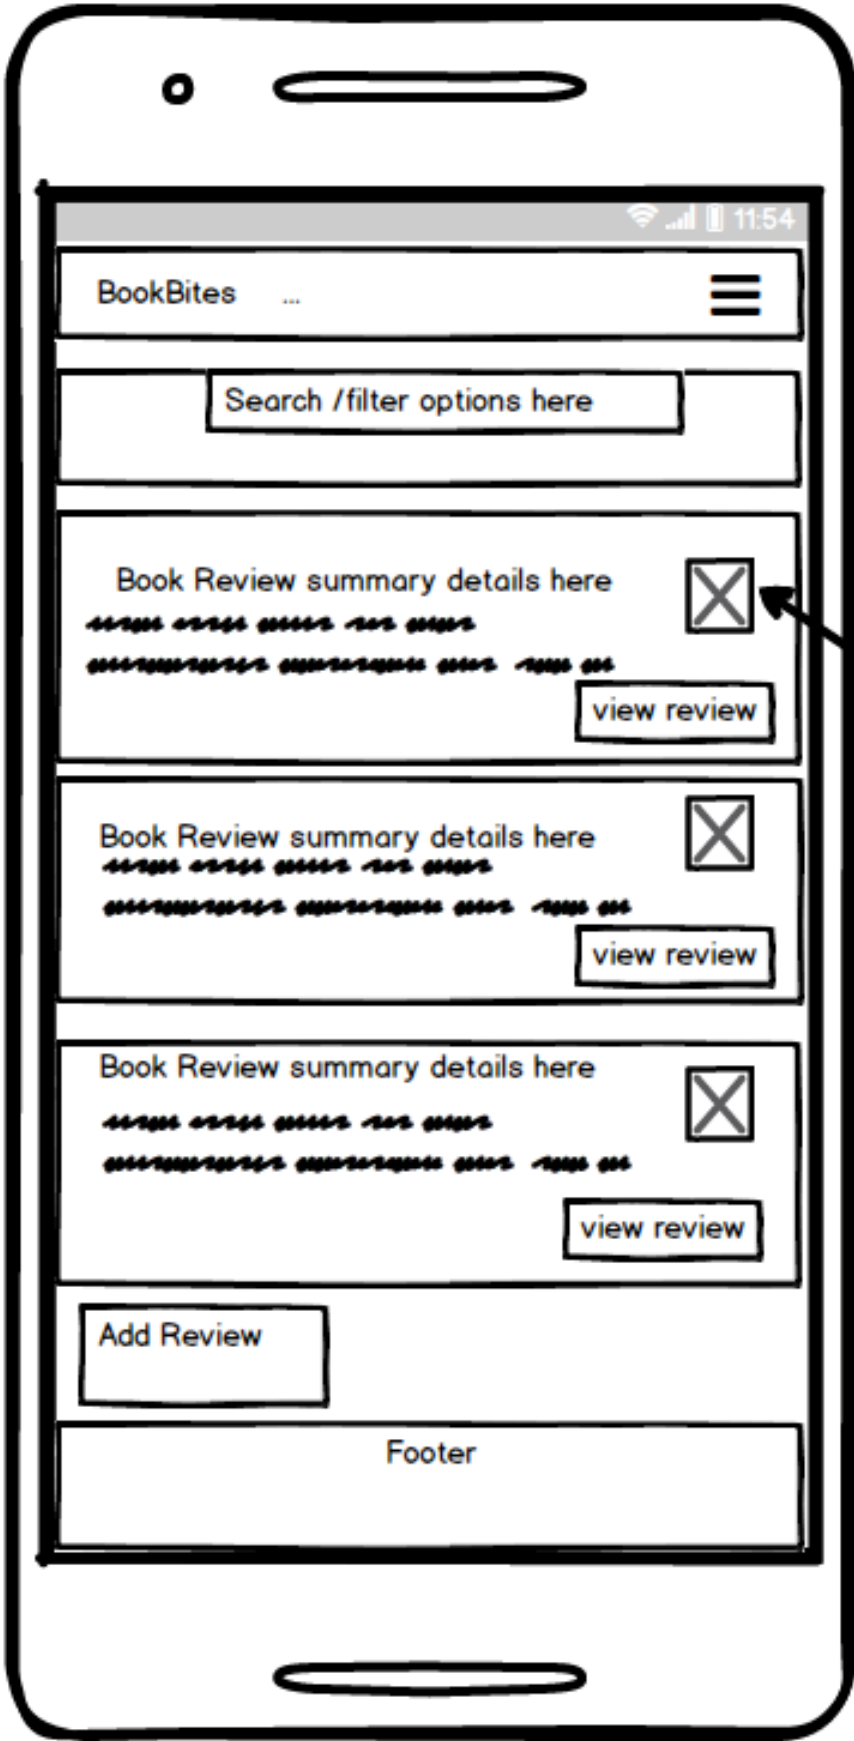 11:54
BookBites ...
Search /filter options here
Book Review summary details here
view review
Book Review summary details here
view review
Book Review summary details here
view review
Add Review
Footer